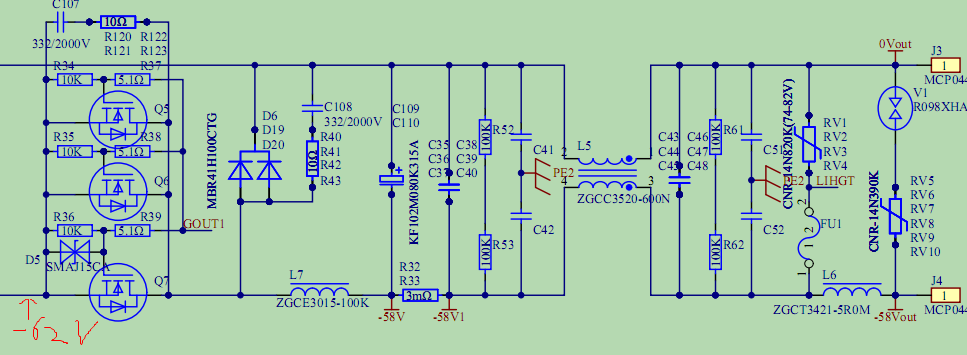 C107
10Ω
332/2000V
R120
R121
R122
R123
0Vout
J3
1
MCP044
R34
10K
R37
5.1Ω
Q5
R35
10K
R38
5.1Ω
Q6
R36
10K
R39
5.1Ω
GOUT1
D5
SMAJ15CA
Q7
-62V
MBR41H100CTG
D6
D19
D20
C108
332/2000V
10Ω
R40
R41
R42
R43
C109
C110
KF102M080K315A
L7
ZGCE3015-100K
R32
R33
3mΩ
-58V
-58V1
C35
C36
C37
C38
C39
C40
100K
R52
100K
R53
C41
PE2
C42
L5
2
1
4
3
ZGCC3520-600N
C43
C44
C45
C46
C47
C48
100K
R61
100K
R62
C51
PE2
C52
CNR-14N820K(74-82V)
RV1
RV2
RV3
RV4
LIHGT
2
FU1
1 2
1
L6
ZGCT3421-5R0M
V1
R098XHA
CNR-14N390K
RV5
RV6
RV7
RV8
RV9
RV10
-58Vout
J4
1
MCP044